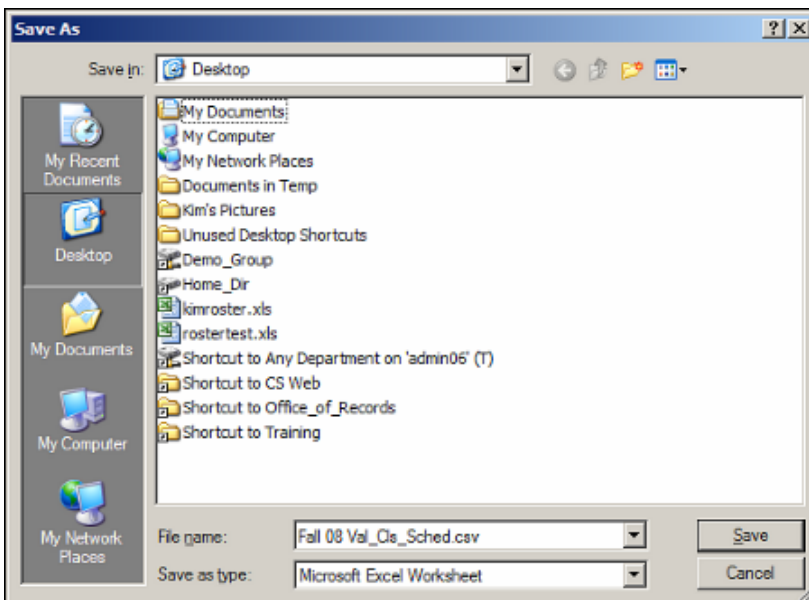 Save As
Save in:
Desktop
My Recent
Documents
Desktop
My Documents
My Computer
My Network
Places
My Documents
My Computer
My Network Places
Documents in Temp
Kim's Pictures
Unused Desktop Shortcuts
Demo_Group
Home_Dir
kimroster.xls
rostertest.xls
Shortcut to Any Department on 'admin06' (T)
Shortcut to CS Web
Shortcut to Office_of_Records
Shortcut to Training
File name:
Fall 08 Val_Cls_Sched.csv
Save
Save as type:
Microsoft Excel Worksheet
Cancel